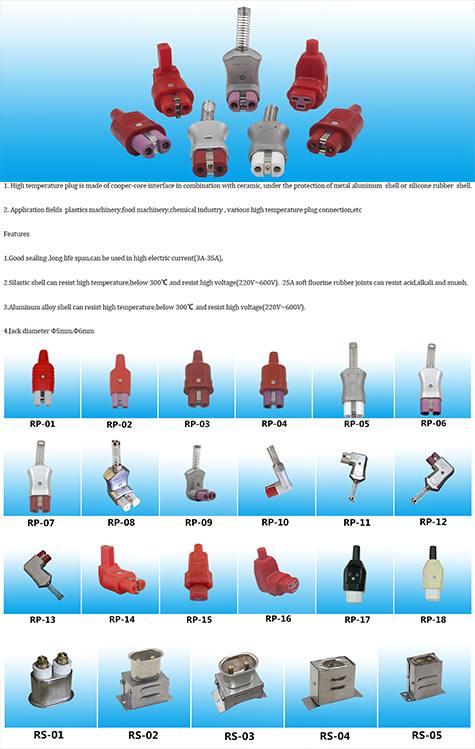 1. High temperature plug is made of cooper-core interface in combination with ceramic, under the protection of metal aluminum shell or silicone rubber shell.
2. Application fields plastics machinery,food machinery,chemical industry , various high temperature plug connection,etc
Features
1.Good sealing ,long life span,can be used in high electric current(3A-35A),
2.Silastic shell can resist high temperature,below 300℃ and resist high voltage(220V~600V). 25A soft fluorine rubber joints can resist acid,alkali and smash.
3.Aluminum alloy shell can resist high temperature,below 300℃ and resist high voltage(220V~600V).
4.Jack diameter Φ5mm,Φ6mm
RP-01 RP-02 RP-03 RP-04 RP-05 RP-06
RP-07 RP-08 RP-09 RP-10 RP-11 RP-12
RP-13 RP-14 RP-15 RP-16 RP-17 RP-18
RS-01 RS-02 RS-03 RS-04 RS-05